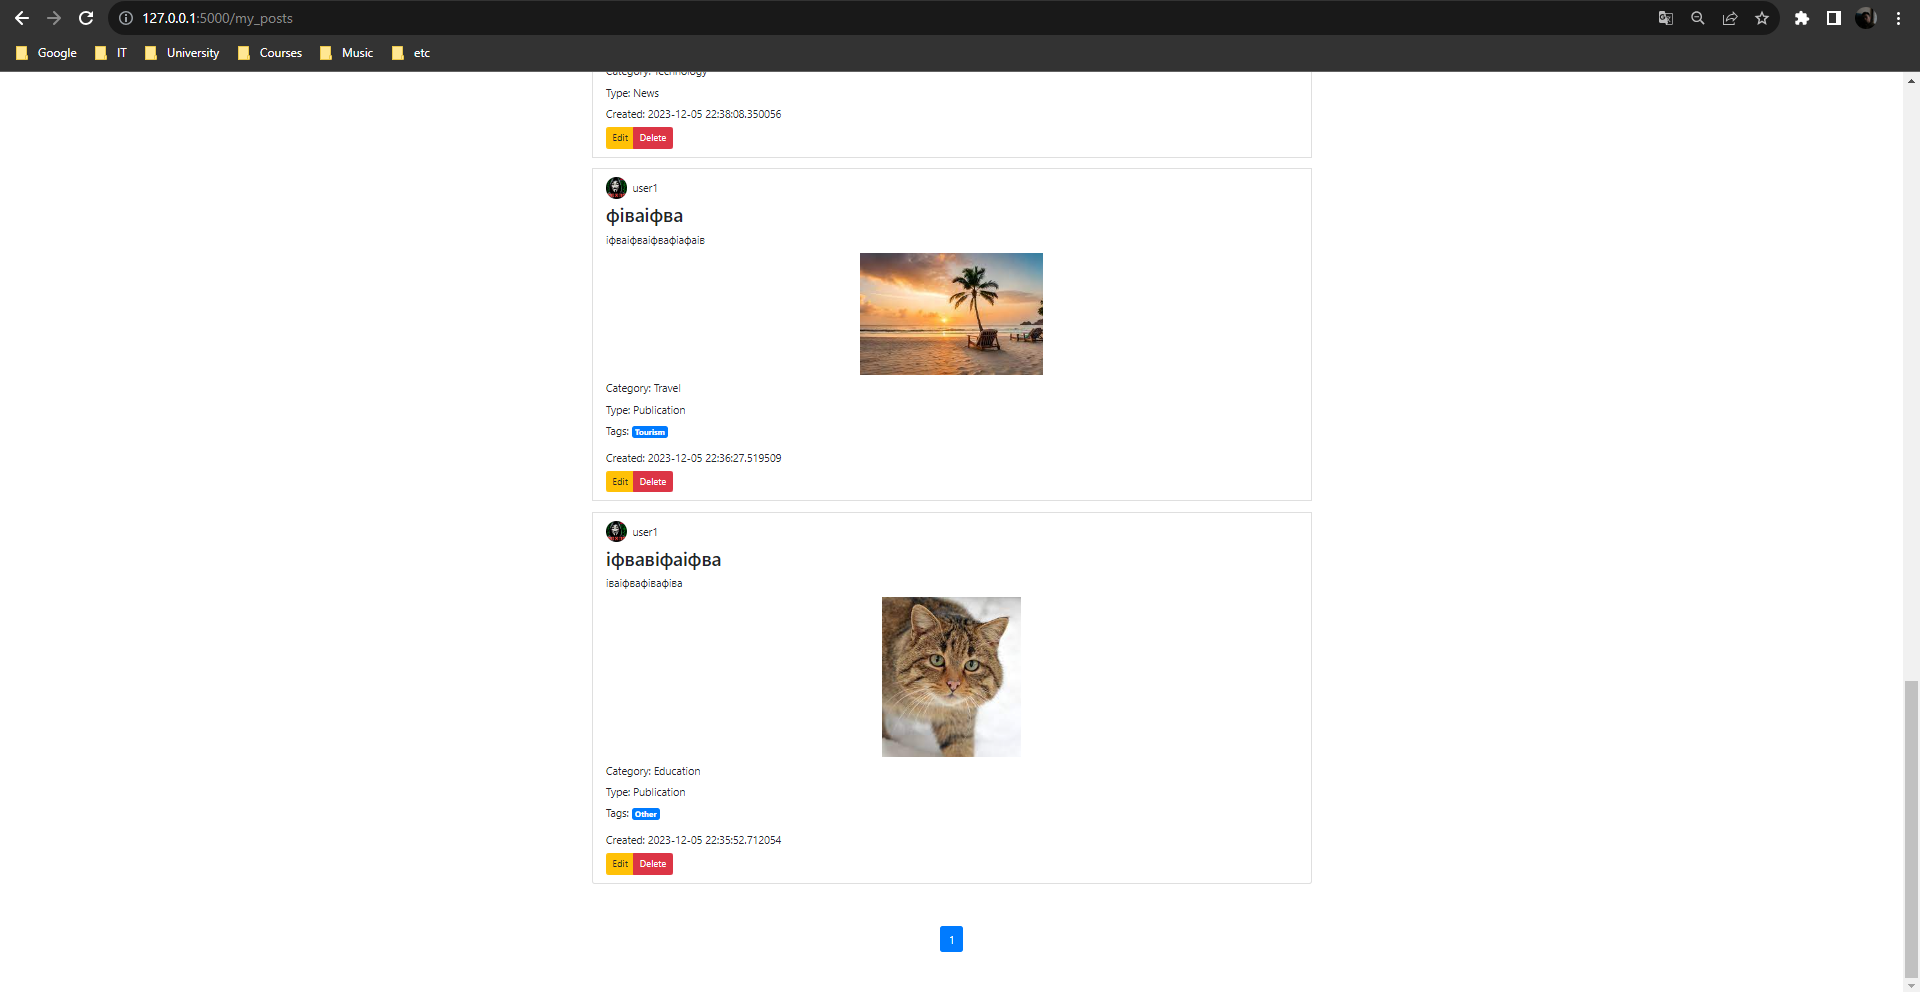 127.0.0.1:5000/my_posts
Google IT University Courses Music etc
Category: Technology
Type: News
Created: 2023-12-05 22:38:08.350056
Edit Delete
user1
фіваіфва
іфваіфваіфвафіафаів
Category: Travel
Type: Publication
Tags: Tourism
Created: 2023-12-05 22:36:27.519509
Edit Delete
user1
іфвавіфаіфва
іваіфвафівафіва
Category: Education
Type: Publication
Tags: Other
Created: 2023-12-05 22:35:52.712054
Edit Delete
1